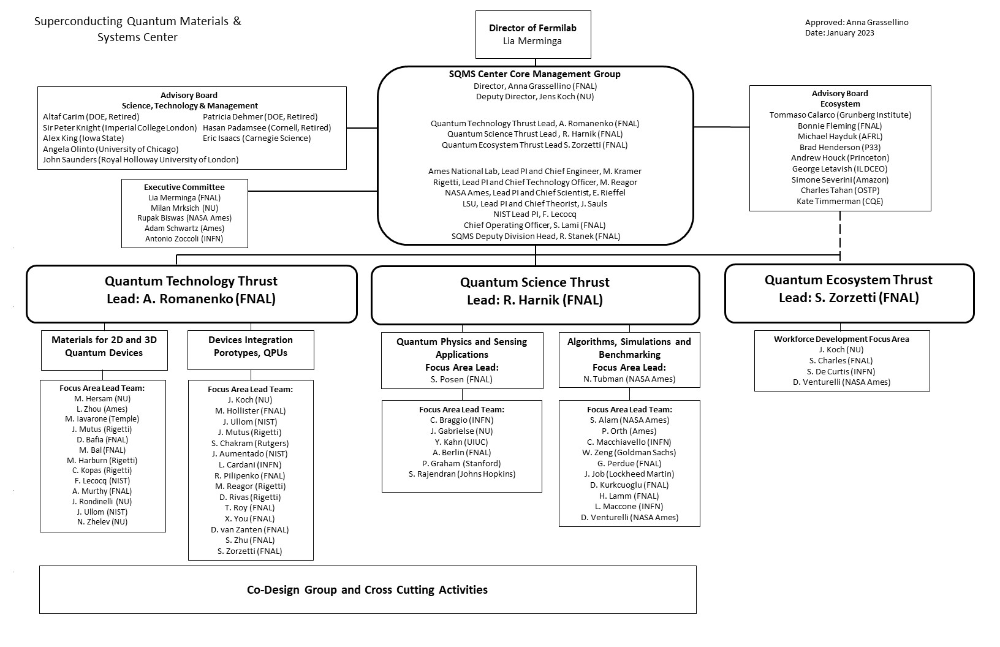 Superconducting Quantum Materials &
Systems Center
Director of Fermilab
Lia Merminga
Approved: Anna Grassellino
Date: January 2023
SQMS Center Core Management Group
Director, Anna Grassellino (FNAL)
Deputy Director, Jens Koch (NU)
Quantum Technology Thrust Lead, A. Romanenko (FNAL)
Quantum Science Thrust Lead , R. Harnik (FNAL)
Quantum Ecosystem Thrust Lead S. Zorzetti (FNAL)
Ames National Lab, Lead PI and Chief Engineer, M. Kramer
Rigetti, Lead PI and Chief Technology Officer, M. Reagor
NASA Ames, Lead PI and Chief Scientist, E. Rieffel
LSU, Lead PI and Chief Theorist, J. Sauls
NIST Lead PI, F. Lecocq
Chief Operating Officer, S. Lami (FNAL)
SQMS Deputy Division Head, R. Stanek (FNAL)
Advisory Board
Science, Technology & Management
Altaf Carim (DOE, Retired) Patricia Dehmer (DOE, Retired)
Sir Peter Knight (Imperial College London) Hasan Padamsee (Cornell, Retired)
Alex King (Iowa State) Eric Isaacs (Carnegie Science)
Angela Olinto (University of Chicago)
John Saunders (Royal Holloway University of London)
Executive Committee
Lia Merminga (FNAL)
Milan Mrksich (NU)
Rupak Biswas (NASA Ames)
Adam Schwartz (Ames)
Antonio Zoccoli (INFN)
Advisory Board
Ecosystem
Tommaso Calarco (Grunberg Institute)
Bonnie Fleming (FNAL)
Michael Hayduk (AFRL)
Brad Henderson (P33)
Andrew Houck (Princeton)
George Letavish (ILDCEO)
Simone Severini (Amazon)
Charles Tahan (OSTP)
Kate Timmerman (CQE)
Quantum Technology Thrust
Lead: A. Romanenko (FNAL)
Quantum Science Thrust
Lead: R. Harnik (FNAL)
Quantum Ecosystem Thrust
Lead: S. Zorzetti (FNAL)
Materials for 2D and 3D
Quantum Devices
Focus Area Lead Team:
M. Hersam (NU)
L. Zhou (Ames)
M. Iavarone (Temple)
J. Mutus (Rigetti)
D. Bafia (FNAL)
M. Bal (FNAL)
M. Harburn (Rigetti)
C. Kopas (Rigetti)
F. Lecocq (NIST)
A. Murthy (FNAL)
J. Rondinelli (NU)
J. Ullom (NIST)
N. Zhelev (NU)
Devices Integration
Porotypes, QPUs
Focus Area Lead Team:
J. Koch (NU)
M. Hollister (FNAL)
J. Ullom (NIST)
J. Mutus (Rigetti)
S. Chakram (Rutgers)
J. Aumentado (NIST)
L. Cardani (INFN)
R. Pilipenko (FNAL)
M. Reagor (Rigetti)
D. Rivas (Rigetti)
T. Roy (FNAL)
X. You (FNAL)
D. van Zanten (FNAL)
S. Zhu (FNAL)
S. Zorzetti (FNAL)
Quantum Physics and Sensing
Applications
Focus Area Lead:
S. Posen (FNAL)
Focus Area Lead Team:
C. Braggio (INFN)
J. Gabrielse (NU)
Y. Kahn (UIUC)
A. Berlin (FNAL)
P. Graham (Stanford)
S. Rajendran (Johns Hopkins)
Algorithms, Simulations and
Benchmarking
Focus Area Lead:
N. Tubman (NASA Ames)
Focus Area Lead Team:
S. Alam (NASA Ames)
P. Orth (Ames)
C. Macchiavello (INFN)
W. Zeng (Goldman Sachs)
G. Perdue (FNAL)
J. Job (Lockheed Martin)
D. Kurkcuoglu (FNAL)
H. Lamm (FNAL)
L. Maccone (INFN)
D. Venturelli (NASA Ames)
Workforce Development Focus Area
J. Koch (NU)
S. Charles (FNAL)
S. De Curtis (INFN)
D. Venturelli (NASA Ames)
Co-Design Group and Cross Cutting Activities